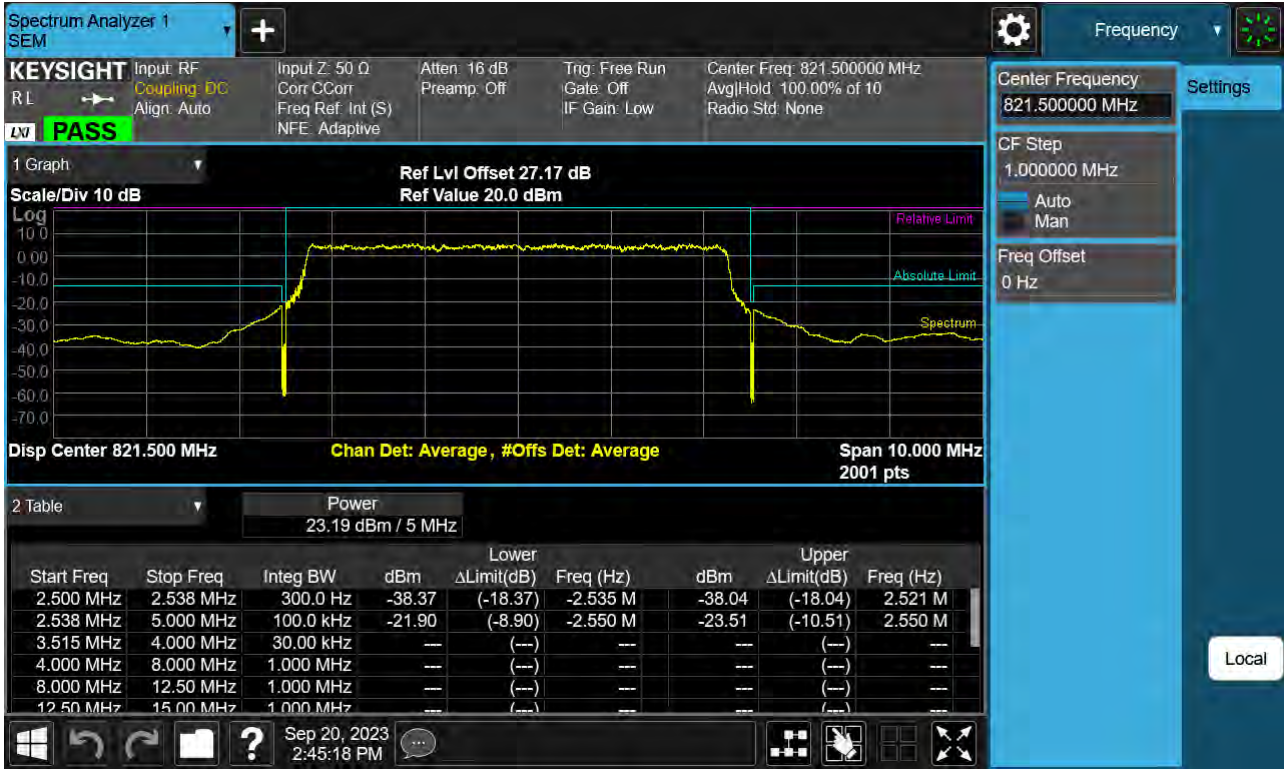 Spectrum Analyzer 1
SEM
+
Frequency
KEYSIGHT
Input: RF
Input Z: 50 Ω
Atten: 16 dB
Trig: Free Run
Center Freq: 821.500000 MHz
RL
Coupling: DC
Corr CCorr
Preamp: Off
Gate: Off
Avg|Hold: 100.00% of 10
Align: Auto
Freq Ref: Int (S)
IF Gain: Low
Radio Std: None
LXI
PASS
NFE: Adaptive
Center Frequency
821.500000 MHz
Settings
CF Step
1.000000 MHz
Auto
Man
Freq Offset
0 Hz
Local
1 Graph
Ref Lvl Offset 27.17 dB
Scale/Div 10 dB
Ref Value 20.0 dBm
Log
Relative Limit
10.0
0.00
-10.0
Absolute Limit
-20.0
-30.0
Spectrum
-40.0
-50.0
-60.0
-70.0
Disp Center 821.500 MHz
Chan Det: Average, #Offs Det: Average
Span 10.000 MHz
2001 pts
2 Table
Power
23.19 dBm / 5 MHz
Lower Upper
Start Freq Stop Freq Integ BW dBm ΔLimit(dB) Freq (Hz) dBm ΔLimit(dB) Freq (Hz)
2.500 MHz 2.538 MHz 300.0 Hz -38.37 (-18.37) -2.535 M -38.04 (-18.04) 2.521 M
2.538 MHz 5.000 MHz 100.0 kHz -21.90 (-8.90) -2.550 M -23.51 (-10.51) 2.550 M
3.515 MHz 4.000 MHz 30.00 kHz --- (---) --- --- (---) ---
4.000 MHz 8.000 MHz 1.000 MHz --- (---) --- --- (---) ---
8.000 MHz 12.50 MHz 1.000 MHz --- (---) --- --- (---) ---
12.50 MHz 15.00 MHz 1.000 MHz --- (---) --- --- (---) ---
?
Sep 20, 2023
2:45:18 PM